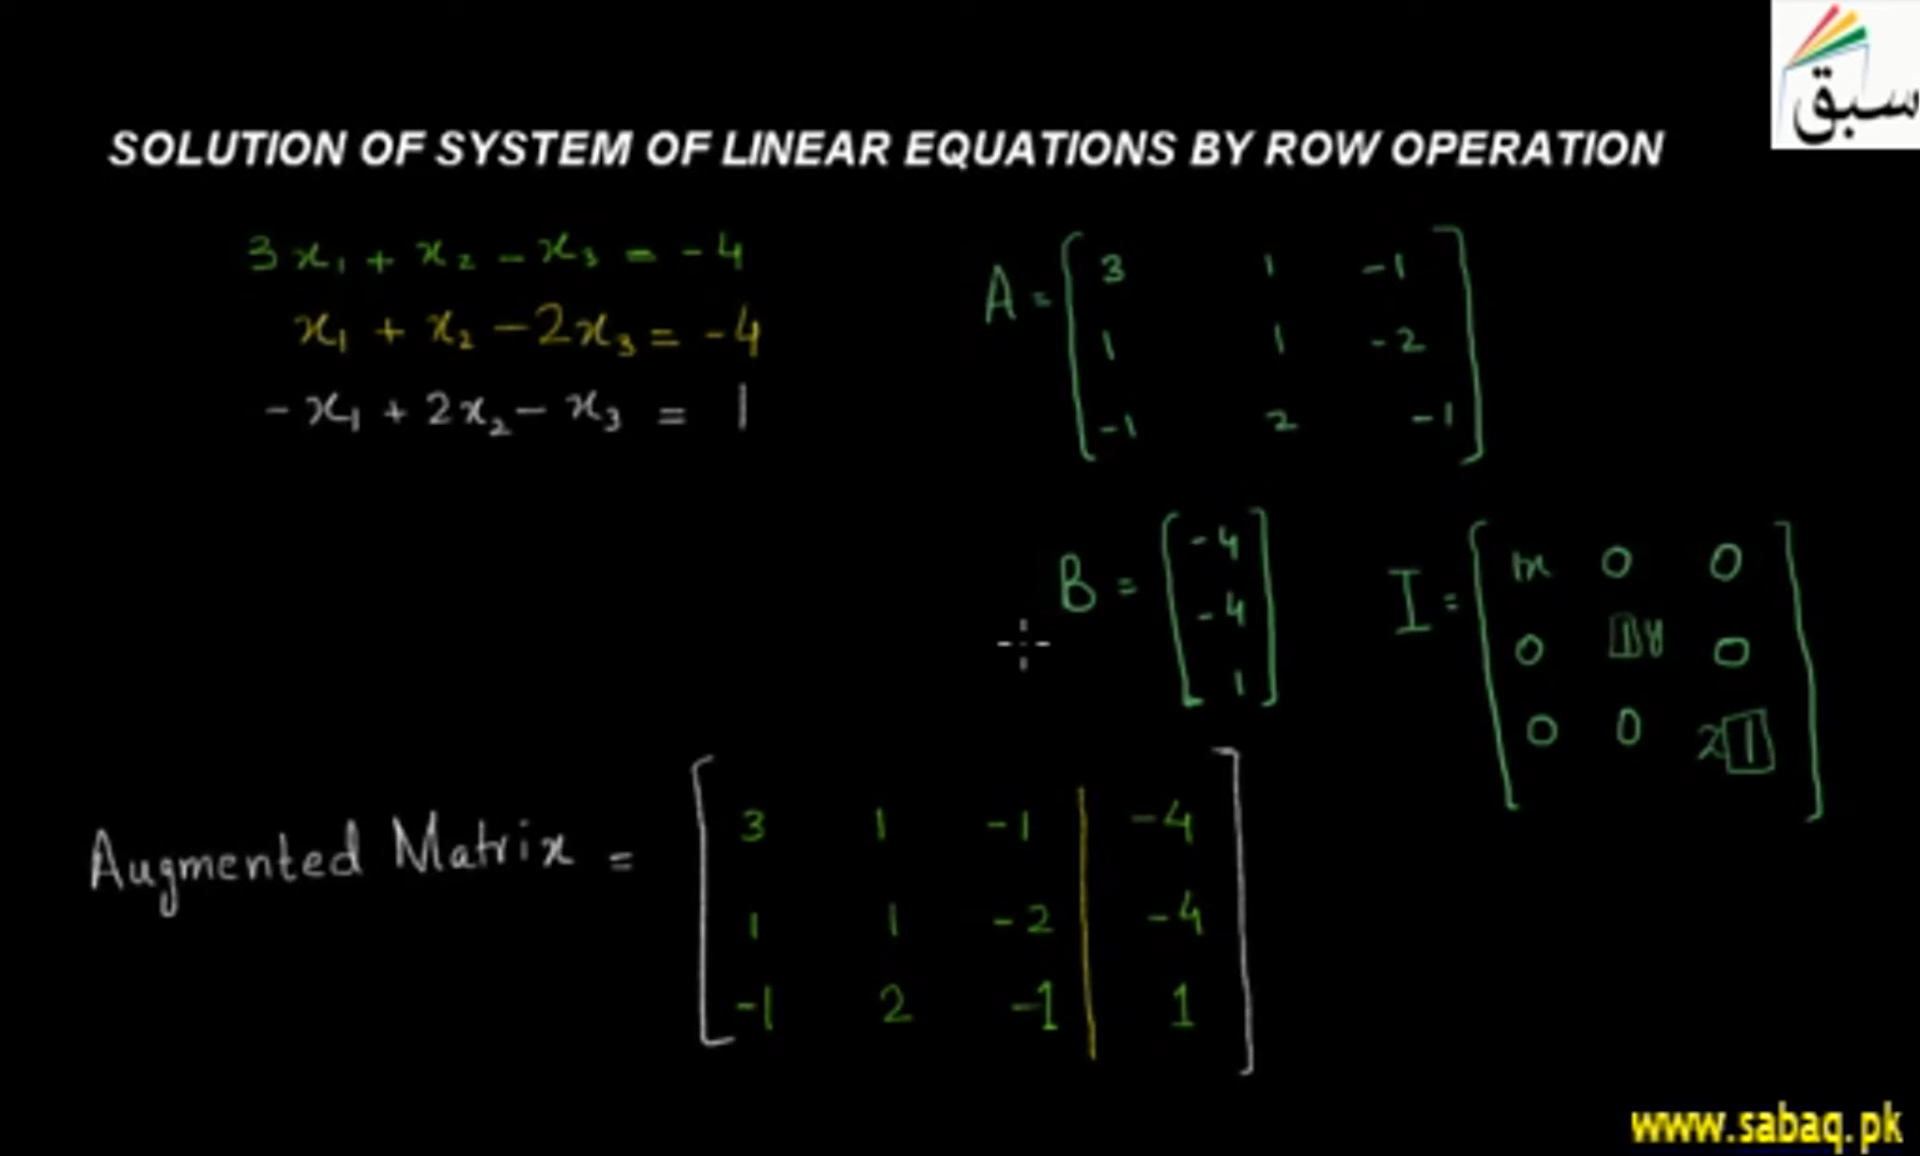 سبق
SOLUTION OF SYSTEM OF LINEAR EQUATIONS BY ROW OPERATION
3x₁ + x₂ - x₃ = -4
x₁ + x₂ - 2x₃ = -4
-x₁ + 2x₂ - x₃ = 1
A = [3 1 -1
1 1 -2
-1 2 -1]
B = [-4
-4
1]
I = [ 0 0
0 1 0
0 0 1]
Augmented Matrix = [3 1 -1 | -4
1 1 -2 | -4
-1 2 -1 | 1]
www.sabaq.pk